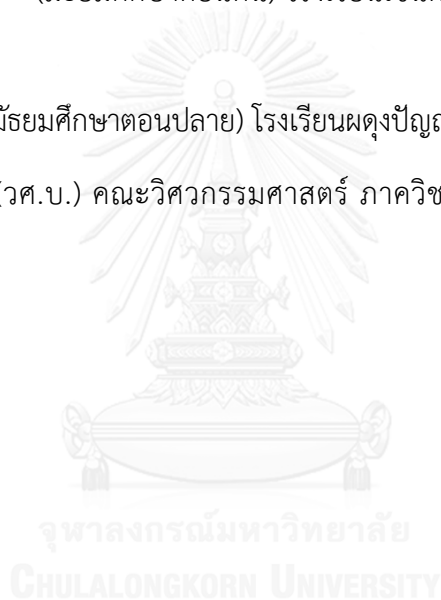 มัธยมศึกษาตอนปลาย) โรงเรียนผดุงปัญญ
(วศ.บ.) คณะวิศวกรรมศาสตร์ ภาควิช
จุฬาลงกรณ์มหาวิทยาลัย
CHULALONGKORN UNIVERSITY